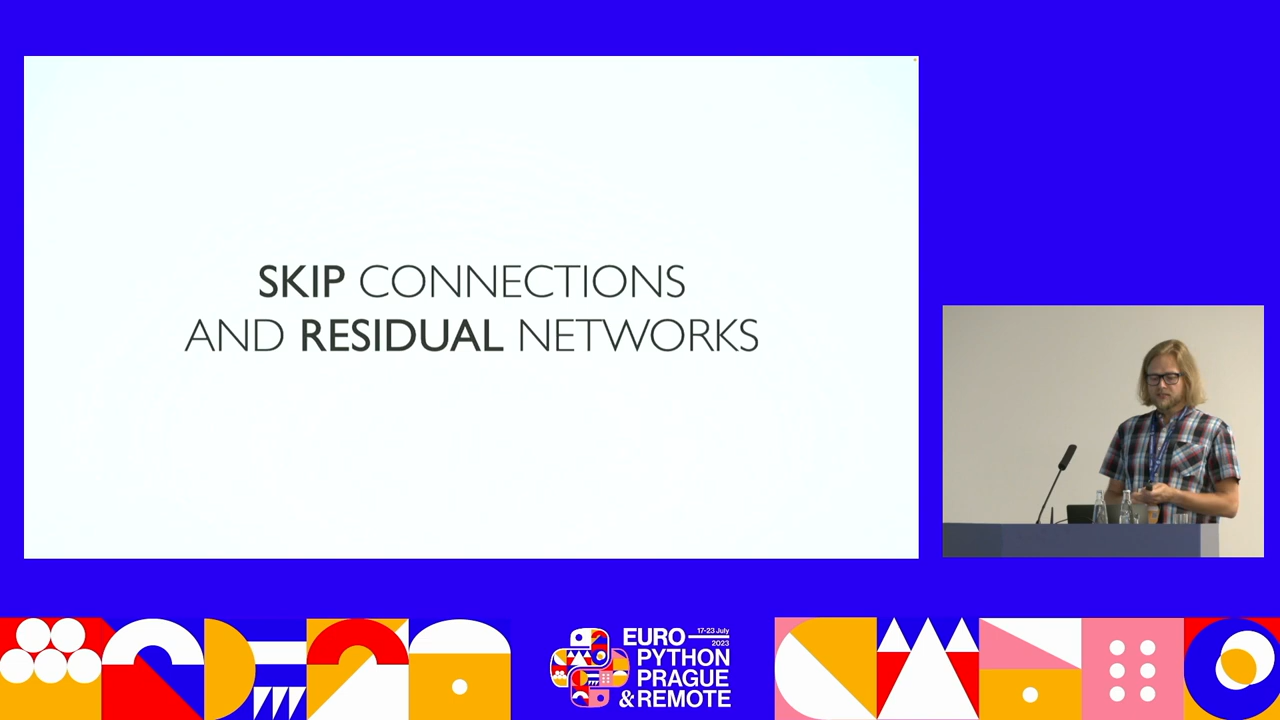 SKIP CONNECTIONS
AND RESIDUAL NETWORKS
EURO
17-23 July
2023
PYTHON
PRAGUE
& REMOTE